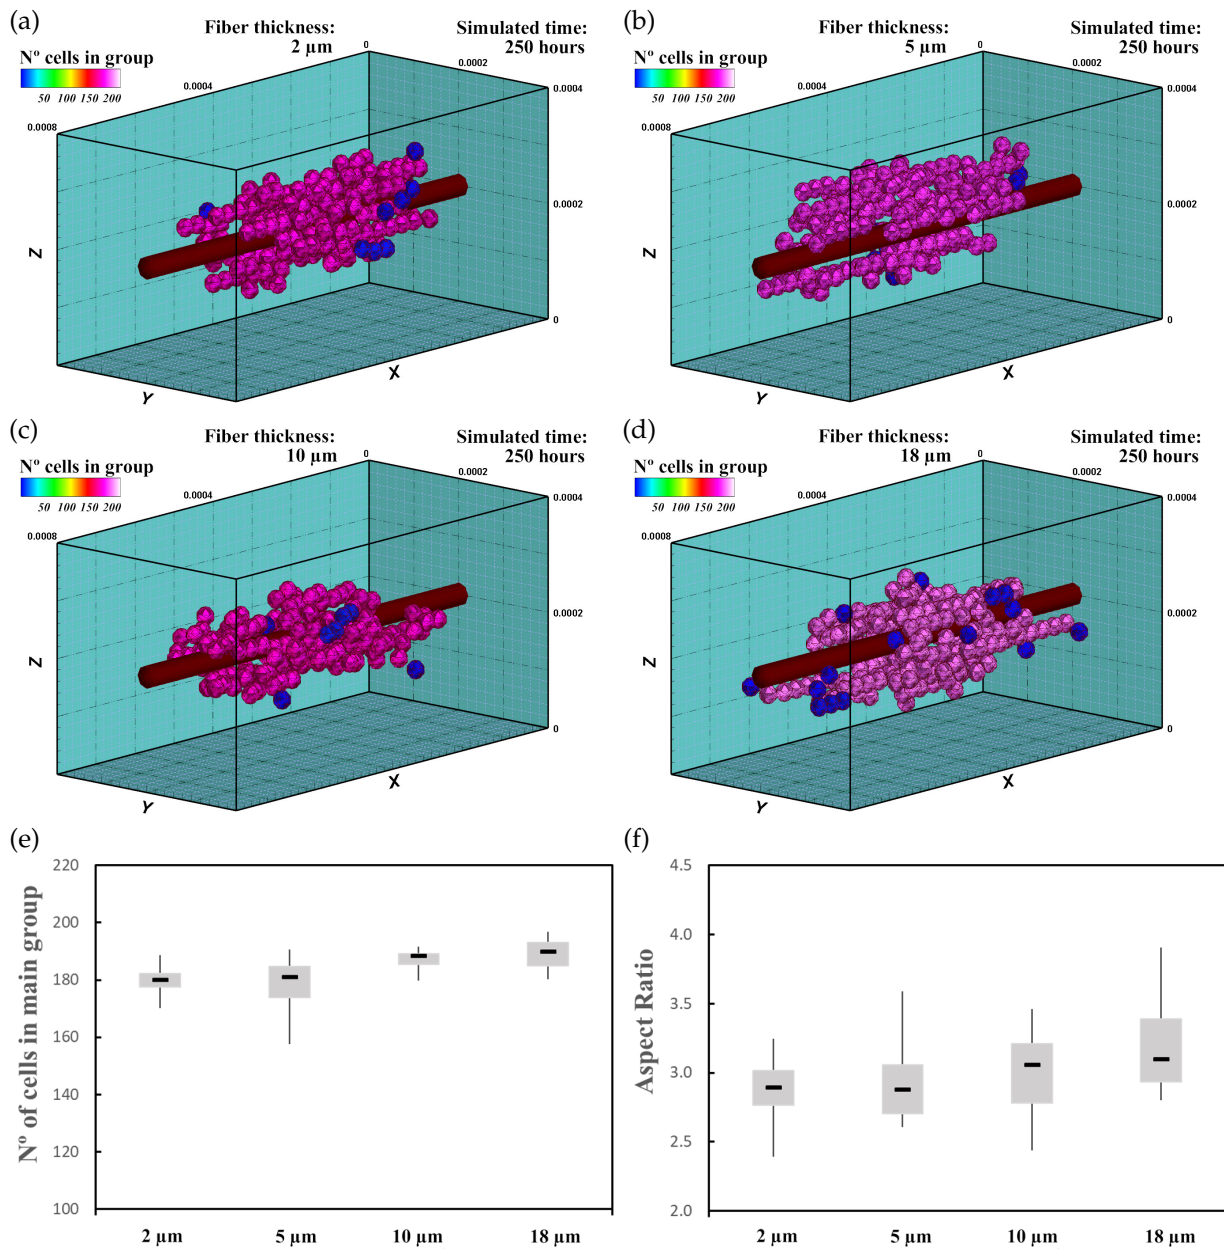 (a)
Fiber thickness:
2 µm
Simulated time:
250 hours
Nº cells in group
50 100 150 200
0
0.0002
0.0004
0.0004
0.0008
0.0002
0
Z
Y
X
(b)
Fiber thickness:
5 µm
Simulated time:
250 hours
Nº cells in group
50 100 150 200
0
0.0002
0.0004
0.0004
0.0008
0.0002
0
Z
Y
X
(c)
Fiber thickness:
10 µm
Simulated time:
250 hours
Nº cells in group
50 100 150 200
0
0.0002
0.0004
0.0004
0.0008
0.0002
0
Z
Y
X
(d)
Fiber thickness:
18 µm
Simulated time:
250 hours
Nº cells in group
50 100 150 200
0
0.0002
0.0004
0.0004
0.0008
0.0002
0
Z
Y
X
(e)
Nº of cells in main group
220
200
180
160
140
120
100
2 µm 5 µm 10 µm 18 µm
(f)
Aspect Ratio
4.5
4.0
3.5
3.0
2.5
2.0
2 µm 5 µm 10 µm 18 µm